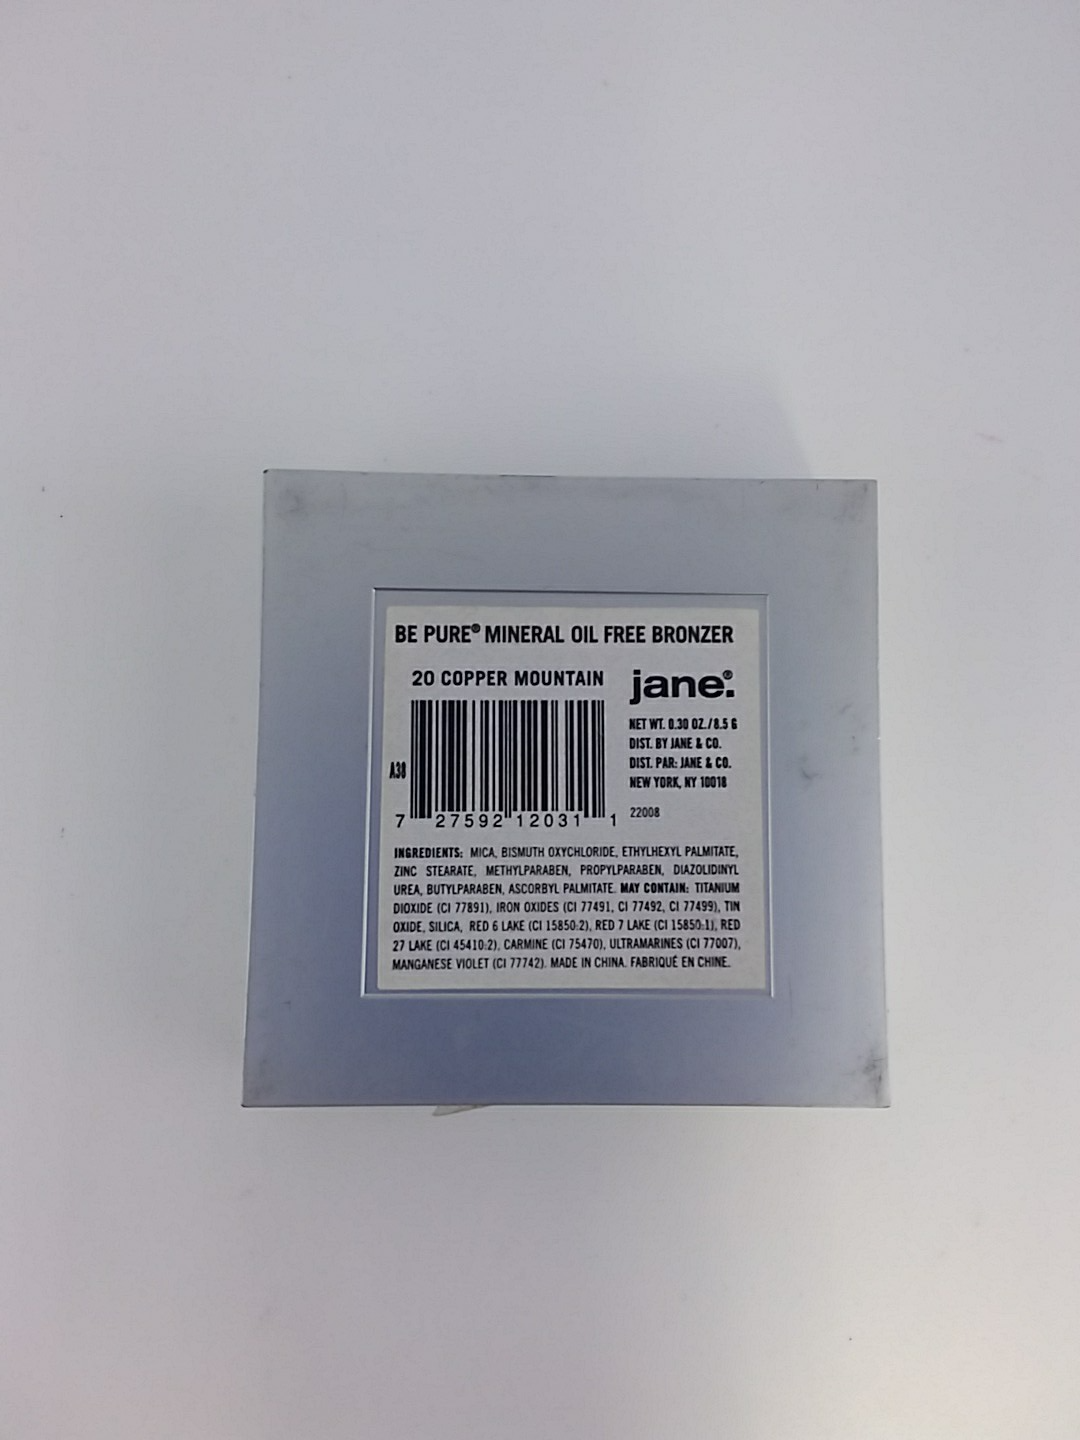 BE PURE® MINERAL OIL FREE BRONZER
20 COPPER MOUNTAIN
jane.®
NET WT. 0.30 OZ./8.5 G
DIST. BY JANE & CO.
DIST. PAR: JANE & CO.
NEW YORK, NY 10018
22008
A38
7 27592 12031 1
INGREDIENTS: MICA, BISMUTH OXYCHLORIDE, ETHYLHEXYL PALMITATE,
ZINC STEARATE, METHYLPARABEN, PROPYLPARABEN, DIAZOLIDINYL
UREA, BUTYLPARABEN, ASCORBYL PALMITATE. MAY CONTAIN: TITANIUM
DIOXIDE (CI 77891), IRON OXIDES (CI 77491, CI 77492, CI 77499), TIN
OXIDE, SILICA, RED 6 LAKE (CI 15850:2), RED 7 LAKE (CI 15850:1), RED
27 LAKE (CI 45410:2), CARMINE (CI 75470), ULTRAMARINES (CI 77007),
MANGANESE VIOLET (CI 77742). MADE IN CHINA. FABRIQUÉ EN CHINE.